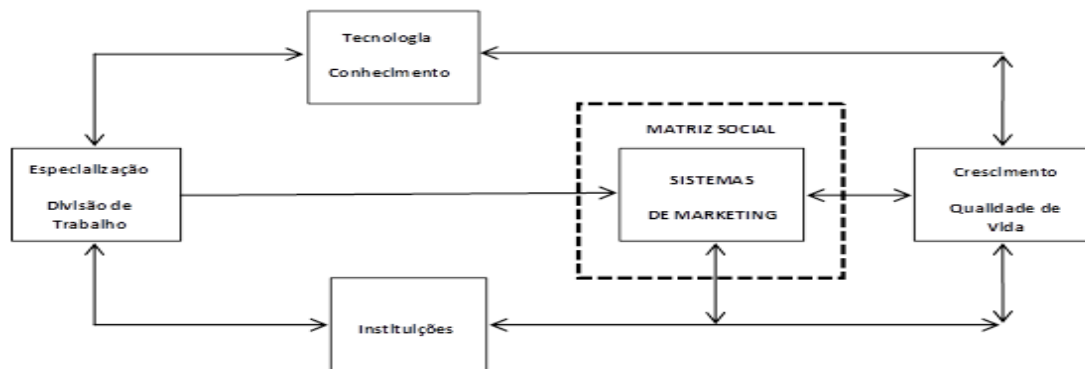 Tecnologia
Conhecimento
MATRIZ SOCIAL
Especialização
Divisão de
Trabalho
SISTEMAS
DE MARKETING
Crescimento
Qualidade de
Vida
Instituições